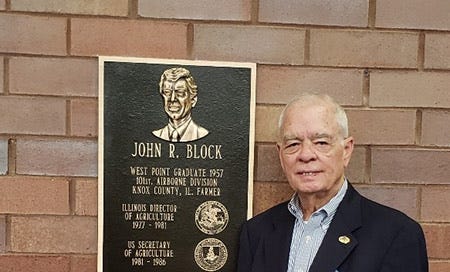 JOHN R. BLOCK
WEST POINT GRADUATE 1957
101st. AIRBORNE DIVISION
KNOX COUNTY, IL. FARMER
ILLINOIS DIRECTOR
OF AGRICULTURE
1977 - 1981
US SECRETARY
OF AGRICULTURE
1981 - 1986